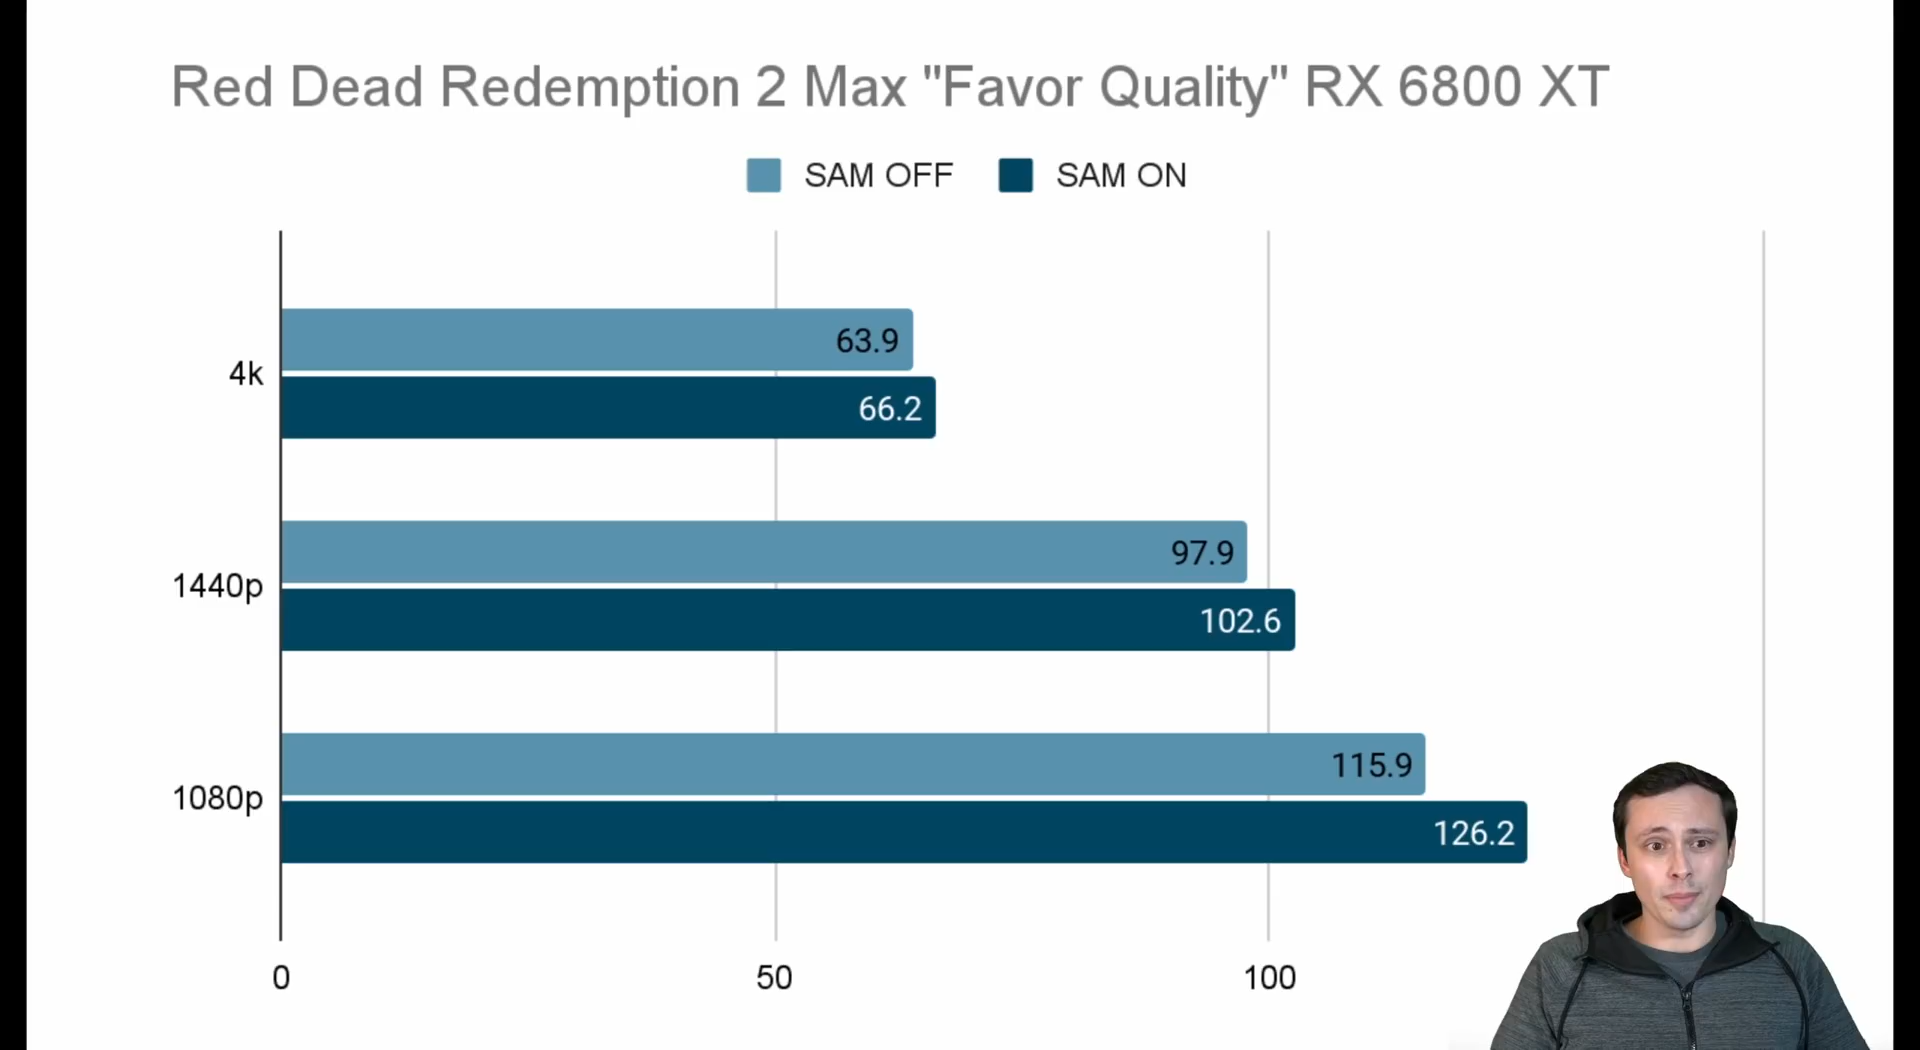 Red Dead Redemption 2 Max "Favor Quality" RX 6800 XT
SAM OFF
SAM ON
4k
63.9
66.2
1440p
97.9
102.6
1080p
115.9
126.2
0
50
100